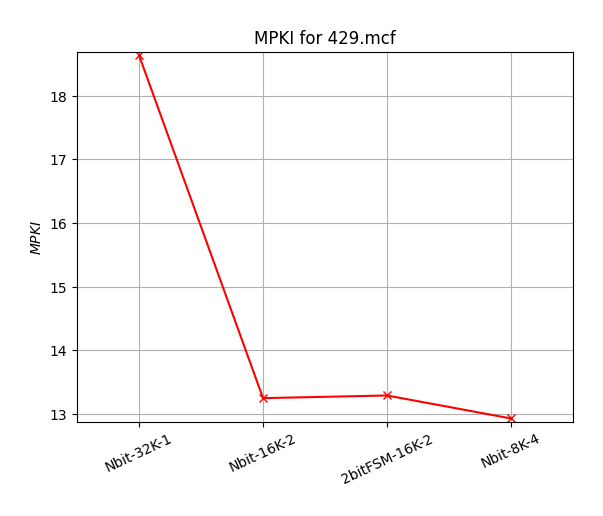 MPKI for 429.mcf
MPKI
18
17
16
15
14
13
Nbit-32K-1
Nbit-16K-2
2bitFSM-16K-2
Nbit-8K-4